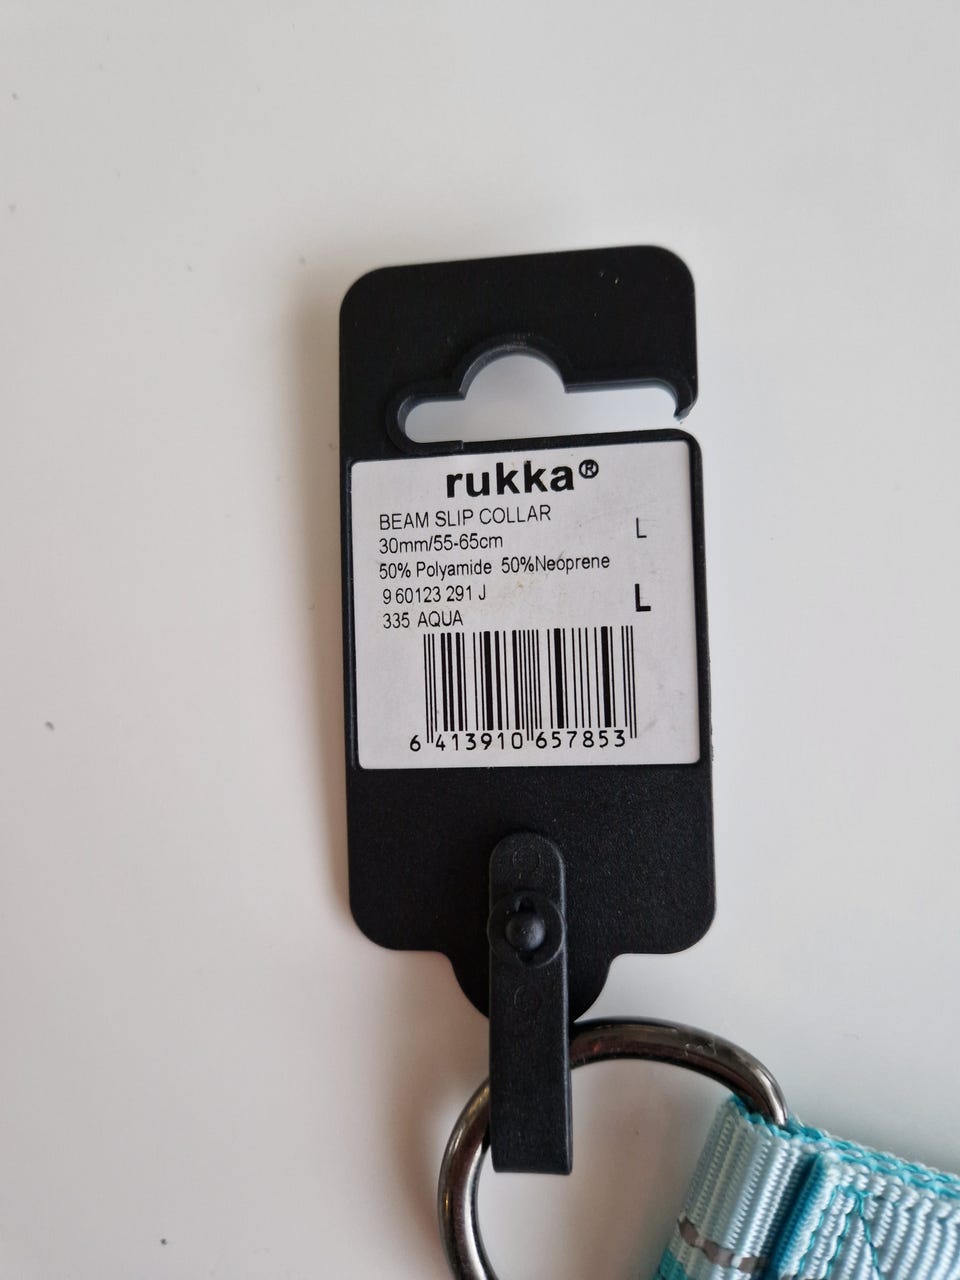 rukka®
BEAM SLIP COLLAR
30mm/55-65cm L
50% Polyamide 50%Neoprene
9 60123 291 J L
335 AQUA
6 413910 657853